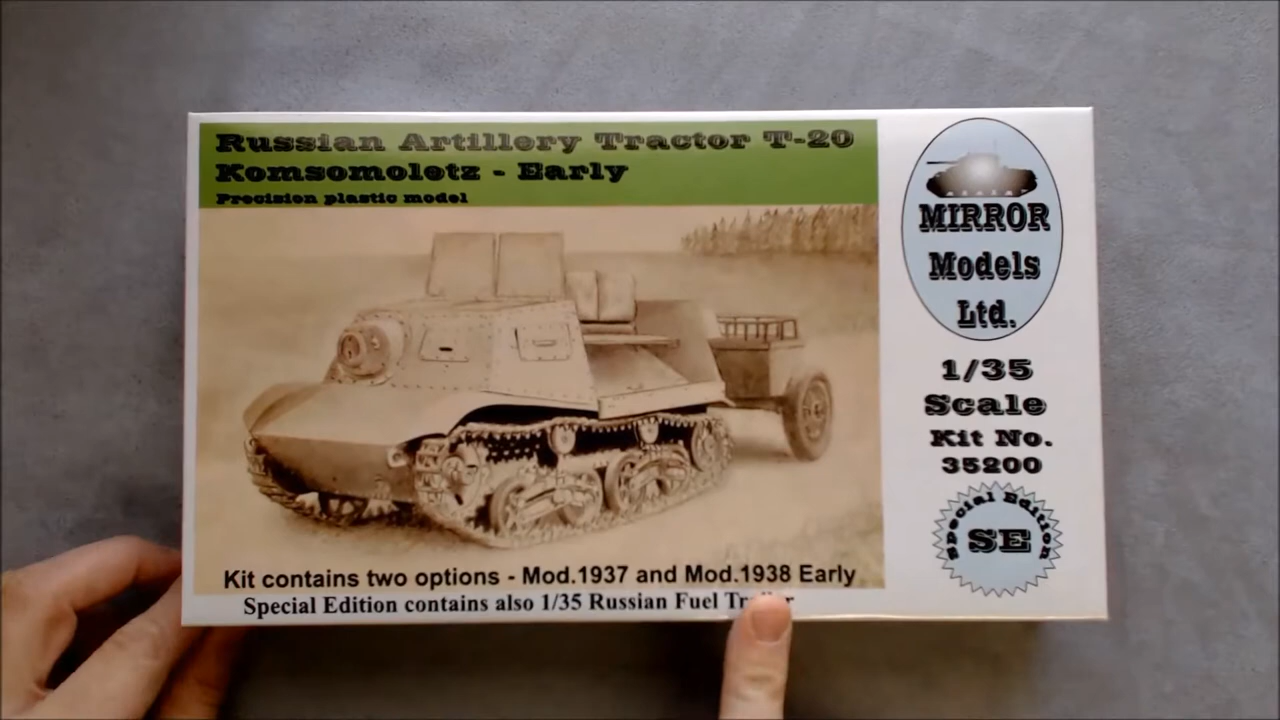 Russian Artillery Tractor T-20
Komsomoletz - Early
Precision plastic model
MIRROR
Models
Ltd.
1/35
Scale
Kit No.
35200
Special Edition
SE
Kit contains two options - Mod.1937 and Mod.1938 Early
Special Edition contains also 1/35 Russian Fuel